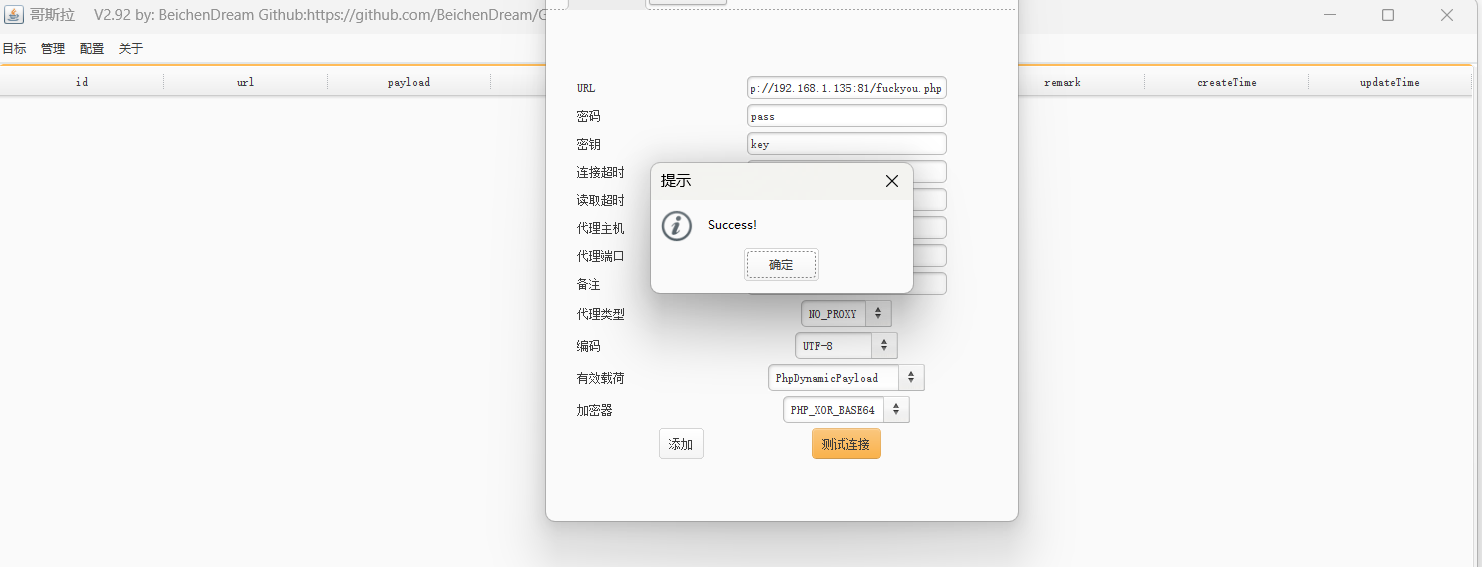 哥斯拉 V2.92 by: BeichenDream Github:https://github.com/BeichenDream/G
目标 管理 配置 关于
id url payload remark createTime updateTime
URL p://192.168.1.135:81/fuckyou.php
密码 pass
密钥 key
连接超时
读取超时
代理主机
代理端口
备注
提示
Success!
确定
代理类型 NO_PROXY
编码 UTF-8
有效载荷 PhpDynamicPayload
加密器 PHP_XOR_BASE64
添加 测试连接